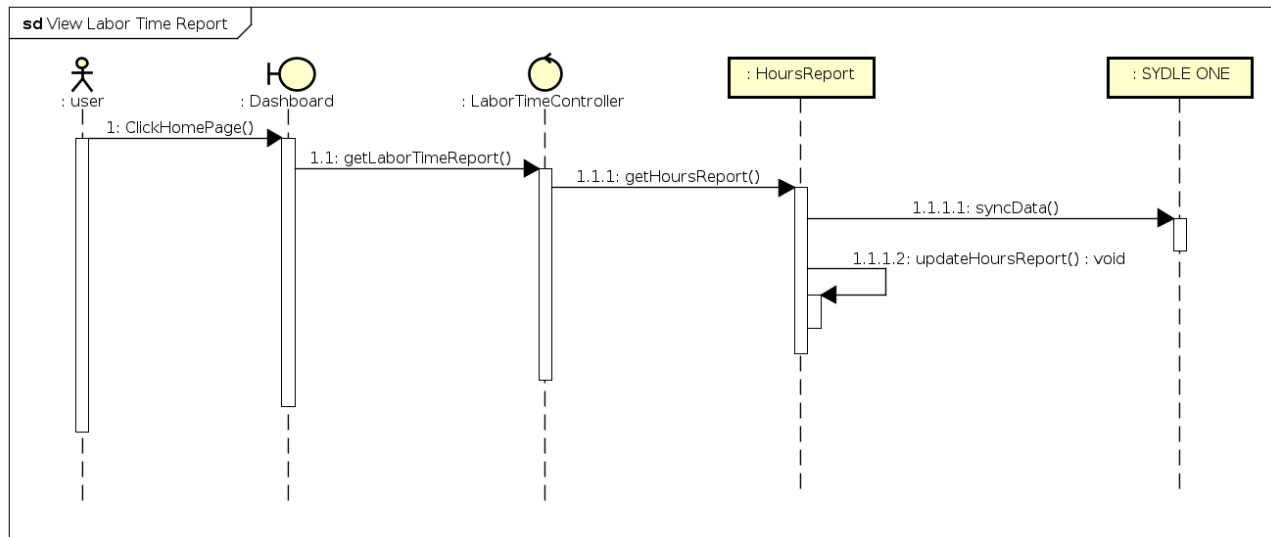 sd View Labor Time Report
: user
: Dashboard
: LaborTimeController
: HoursReport
: SYDLE ONE
1: ClickHomePage()
1.1: getLaborTimeReport()
1.1.1: getHoursReport()
1.1.1.1: syncData()
1.1.1.2: updateHoursReport() : void